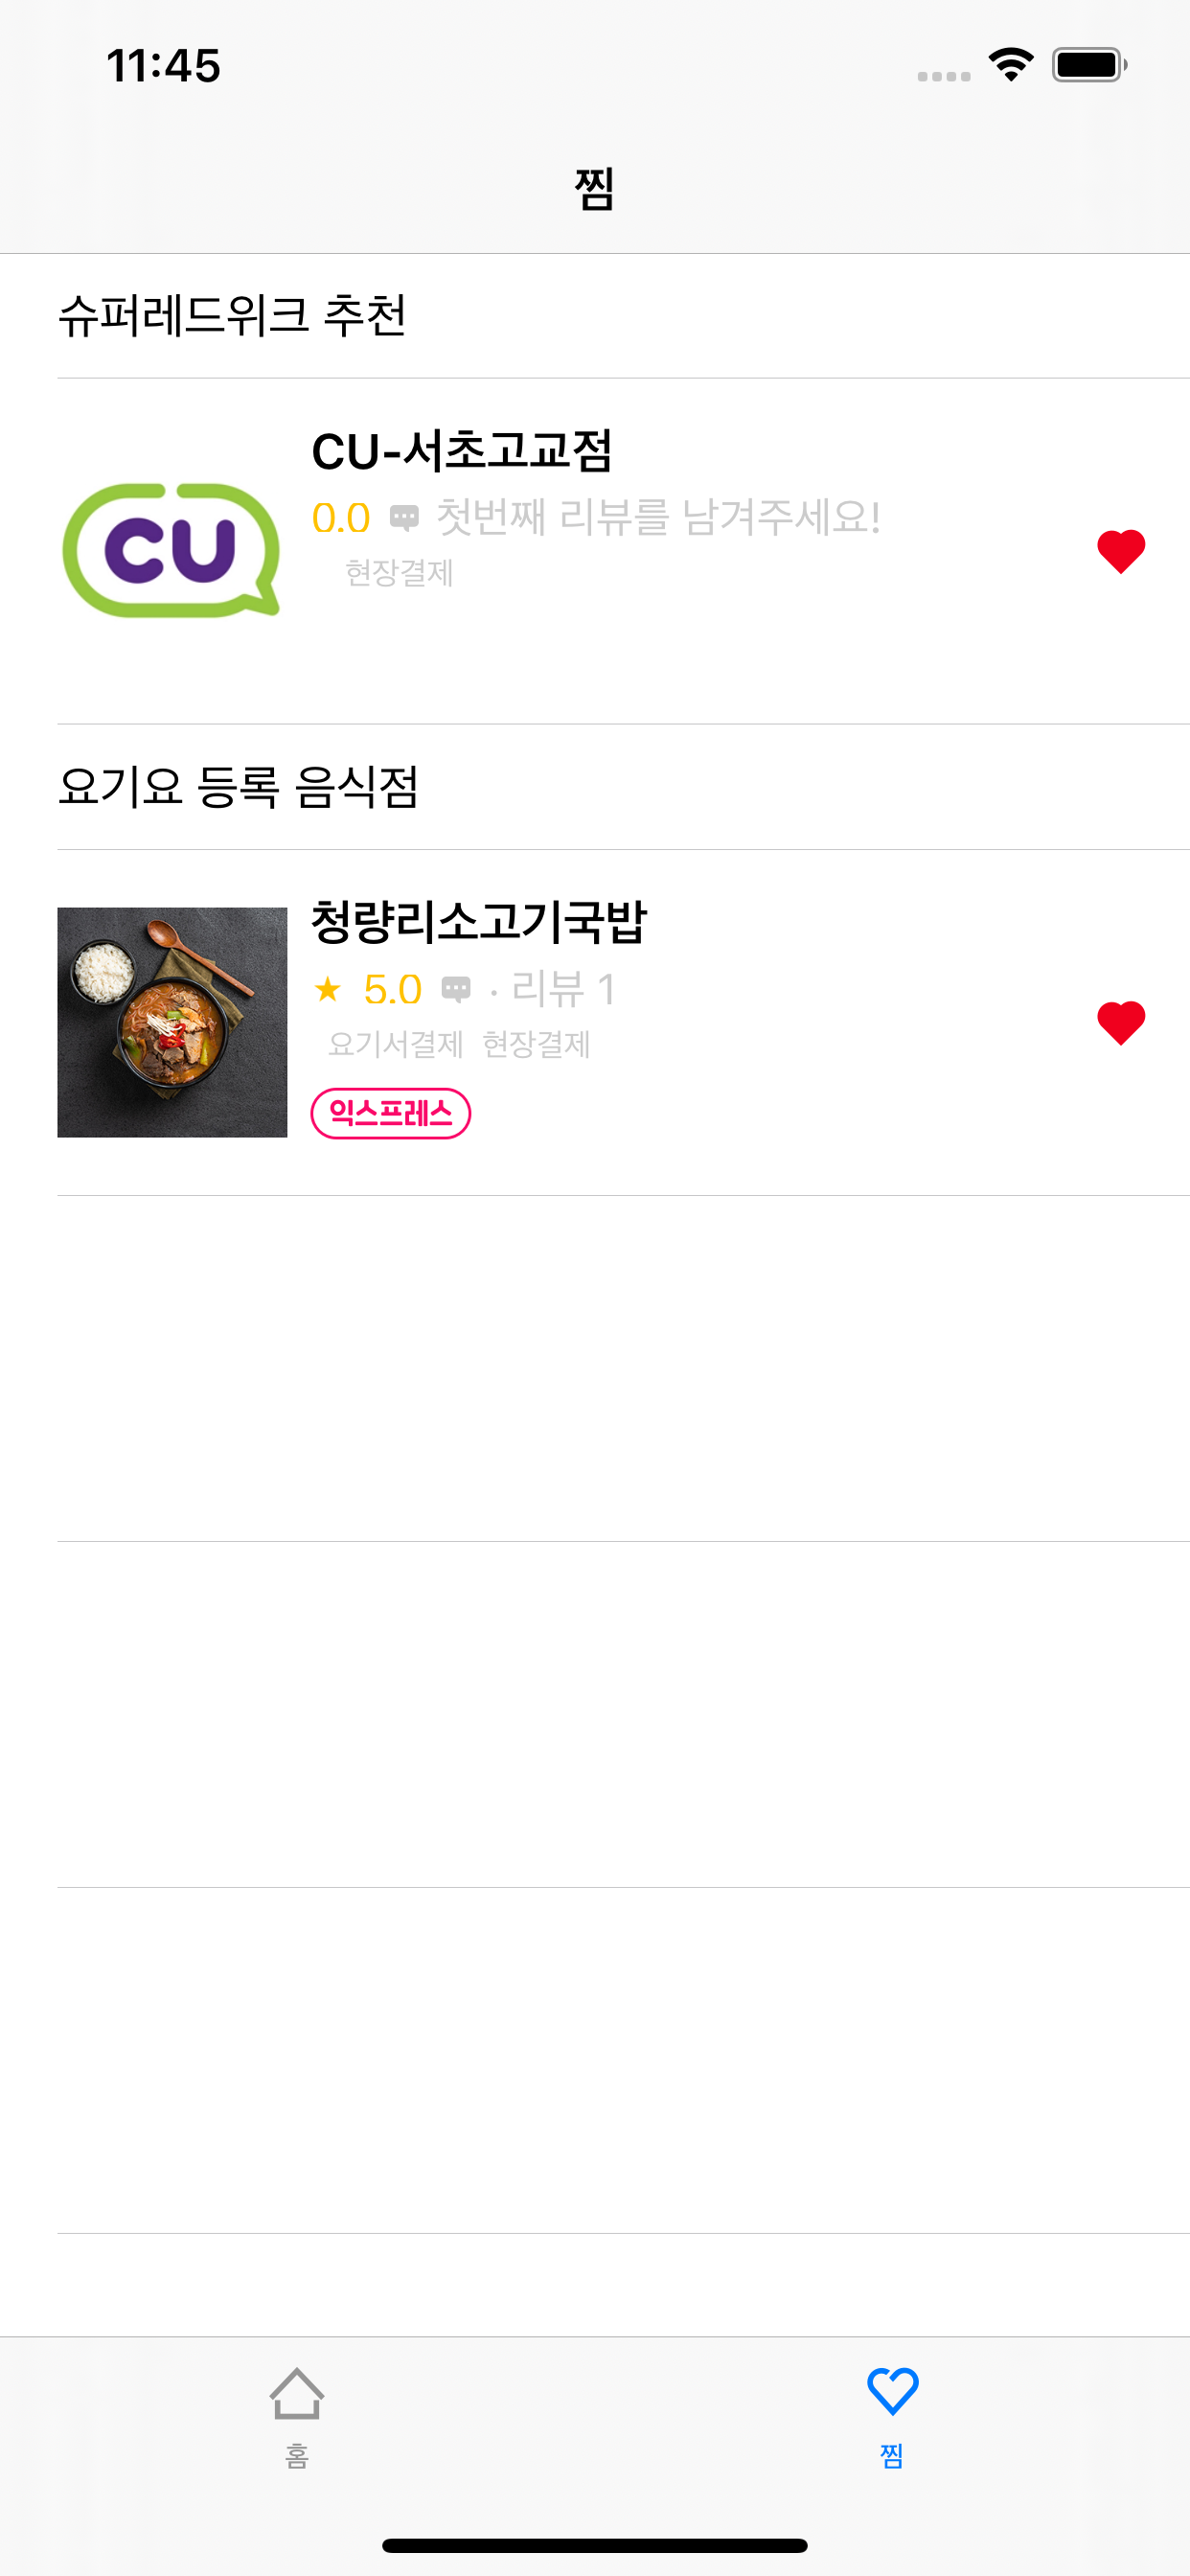 11:45
찜
슈퍼레드위크 추천
CU
CU-서초고교점
0.0 첫번째 리뷰를 남겨주세요!
현장결제
요기요 등록 음식점
청량리소고기국밥
★ 5.0 · 리뷰 1
요기서결제 현장결제
익스프레스
홈 찜